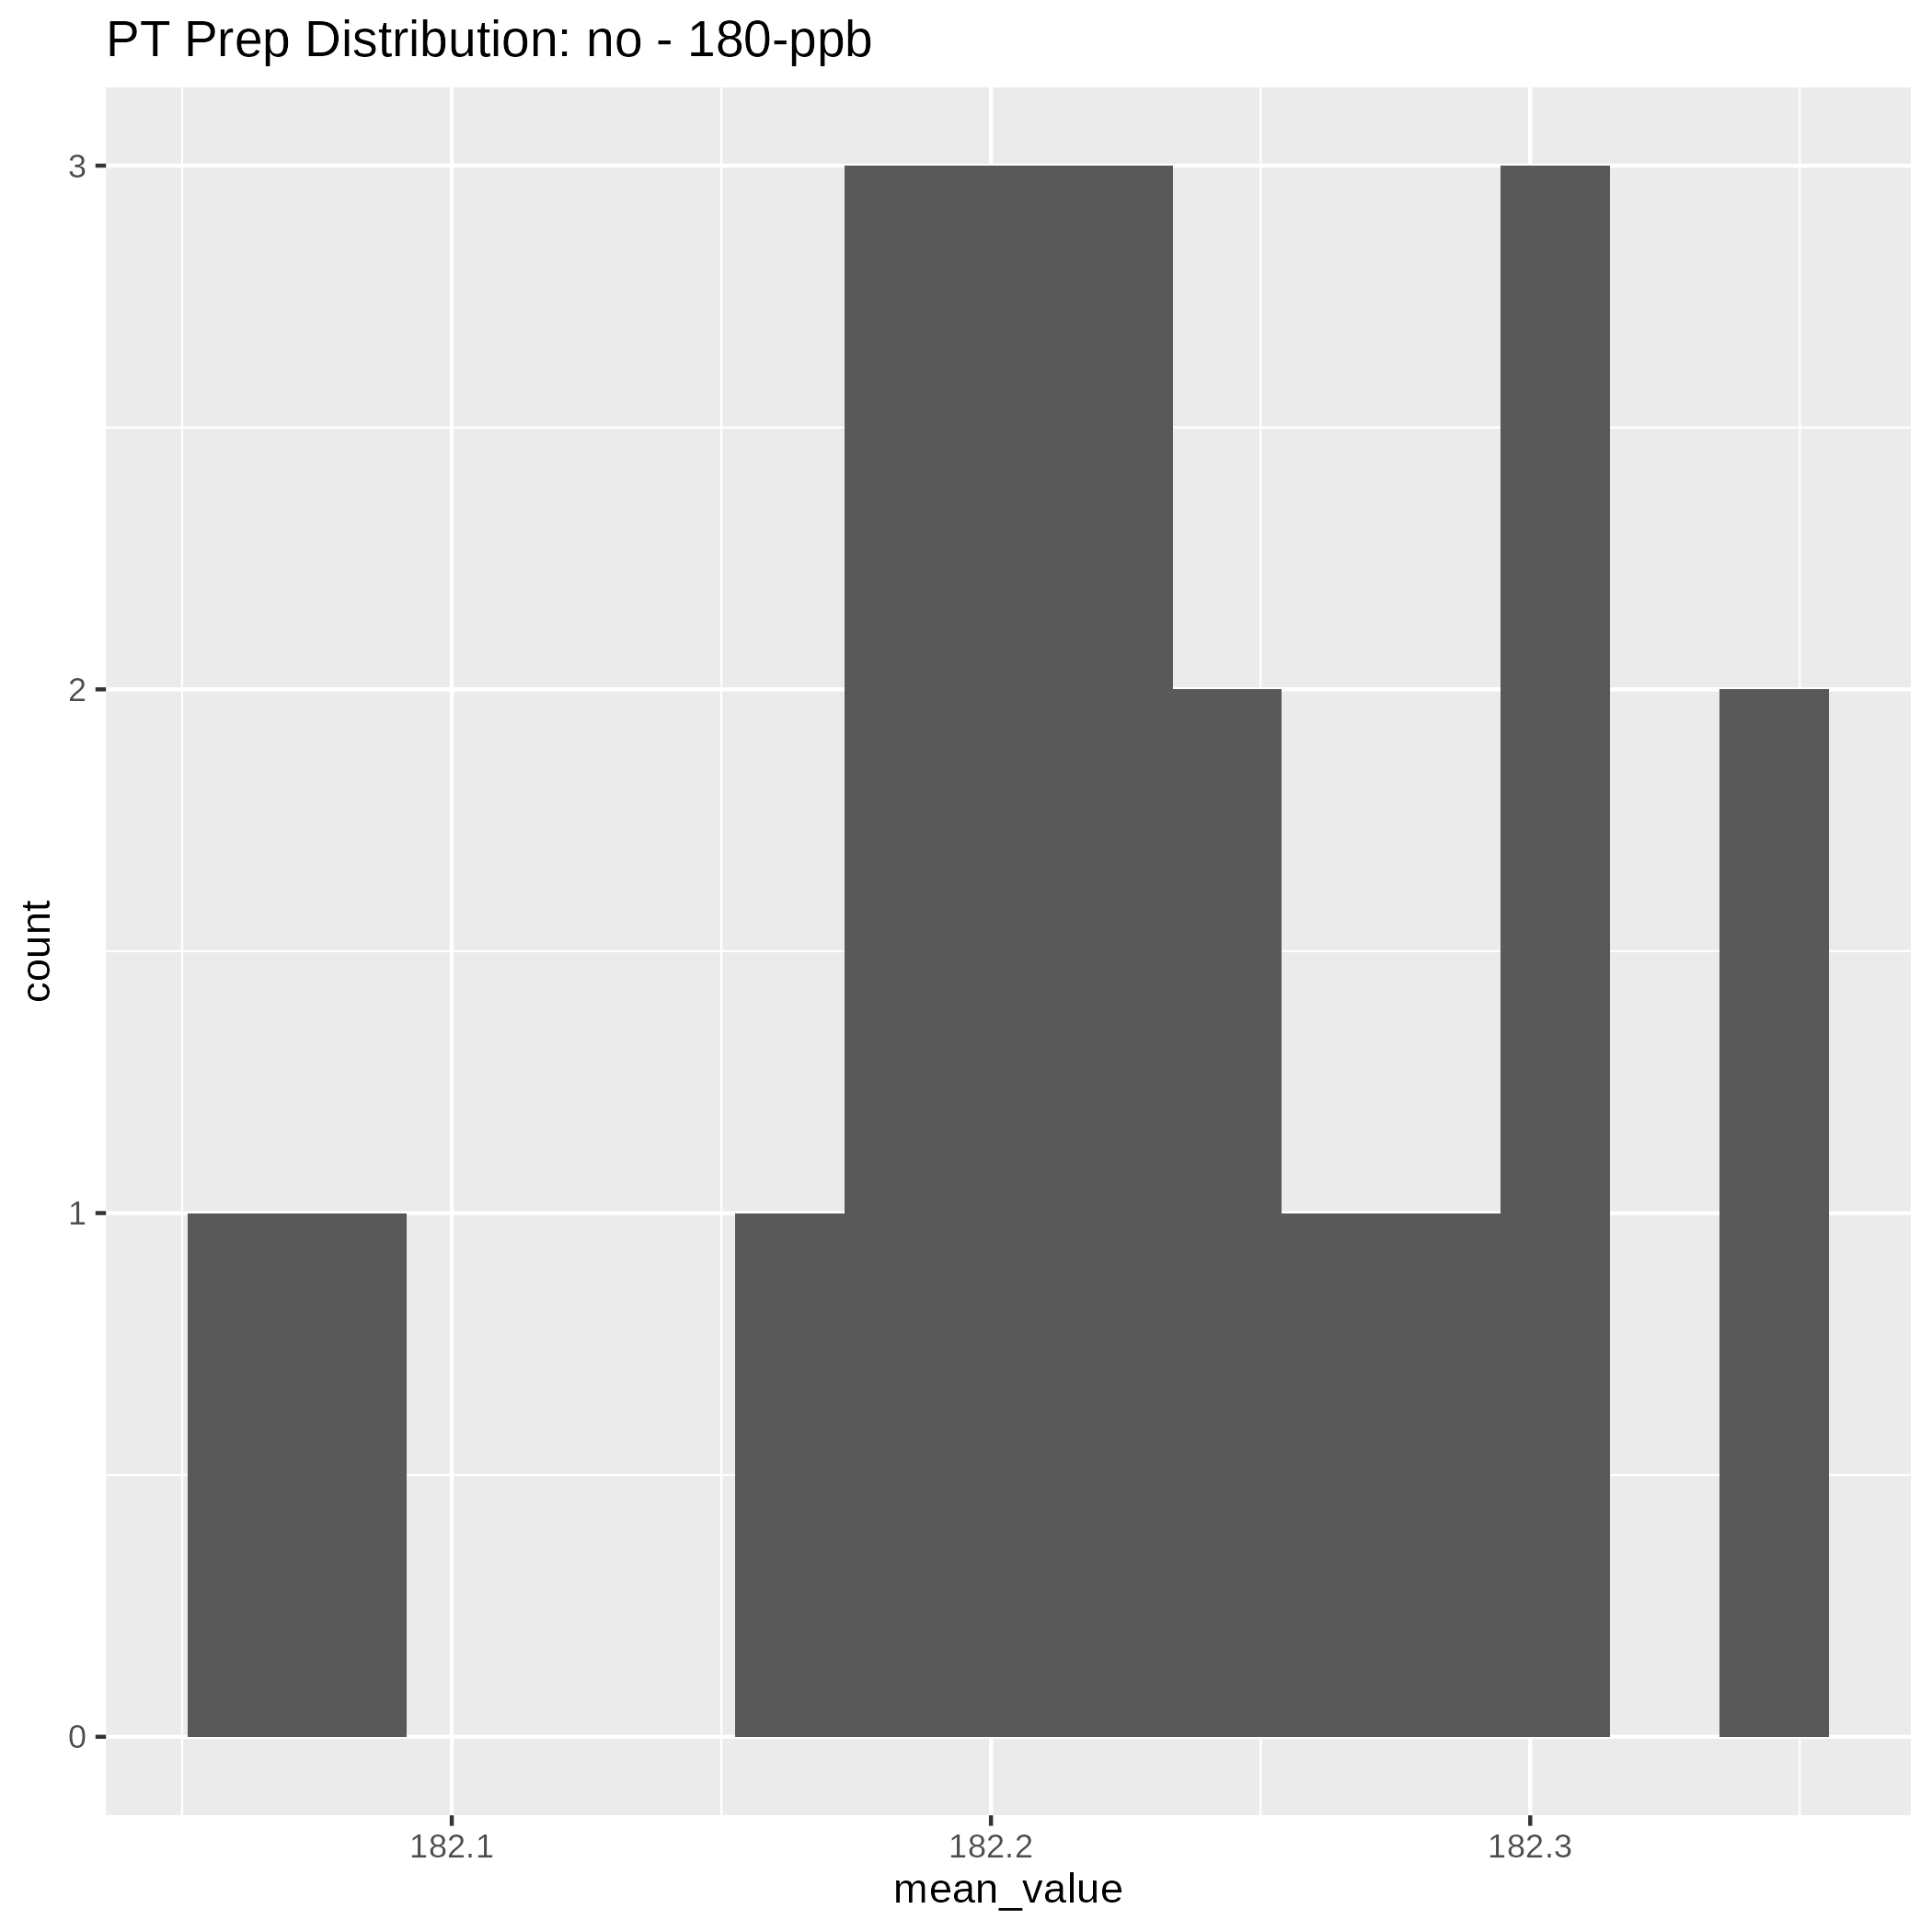 PT Prep Distribution: no - 180-ppb
3
2
1
0
count
182.1
182.2
182.3
mean_value